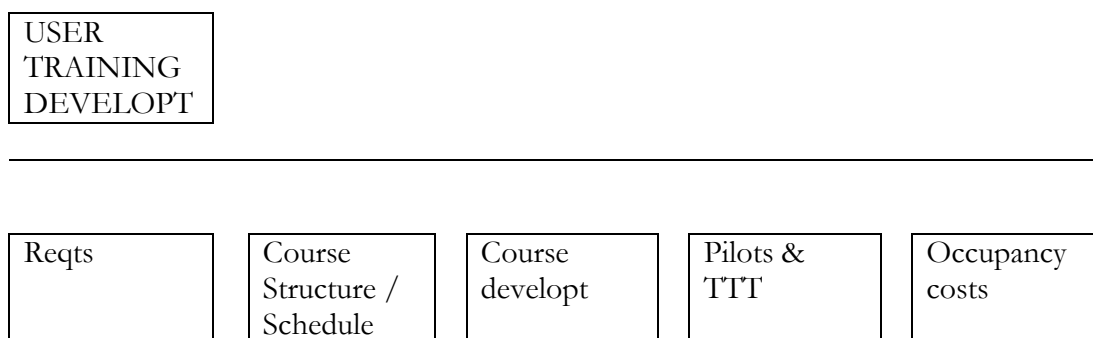 USER
TRAINING
DEVELOPT
Reqts
Course
Structure /
Schedule
Course
developt
Pilots &
TTT
Occupancy
costs